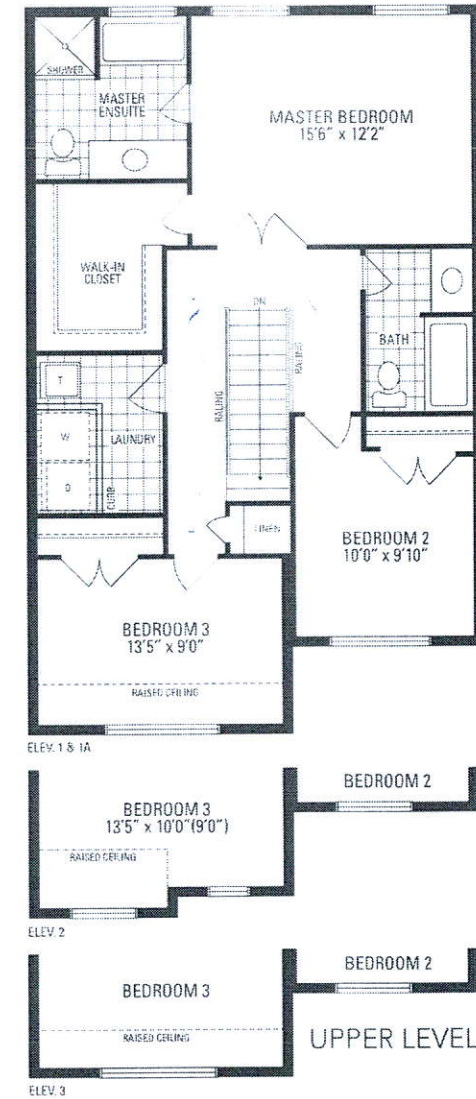 SHOWER
MASTER
ENSUITE
MASTER BEDROOM
15'6" x 12'2"
WALK-IN
CLOSET
DN
RAILING
RAILING
BATH
T
W
D
LAUNDRY
CURB
LINEN
BEDROOM 2
10'0" x 9'10"
BEDROOM 3
13'5" x 9'0"
RAISED CEILING
ELEV. 1 & 1A
BEDROOM 2
BEDROOM 3
13'5" x 10'0"(9'0")
RAISED CEILING
ELEV. 2
BEDROOM 2
BEDROOM 3
RAISED CEILING
UPPER LEVEL
ELEV. 3